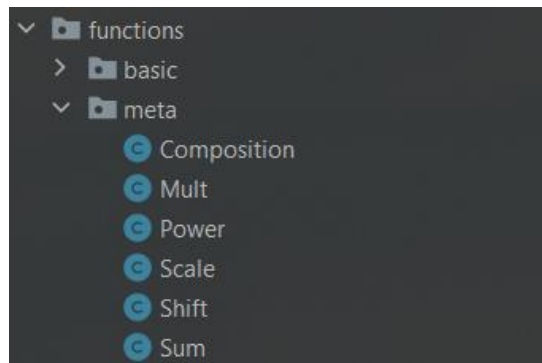 functions
basic
meta
Composition
Mult
Power
Scale
Shift
Sum